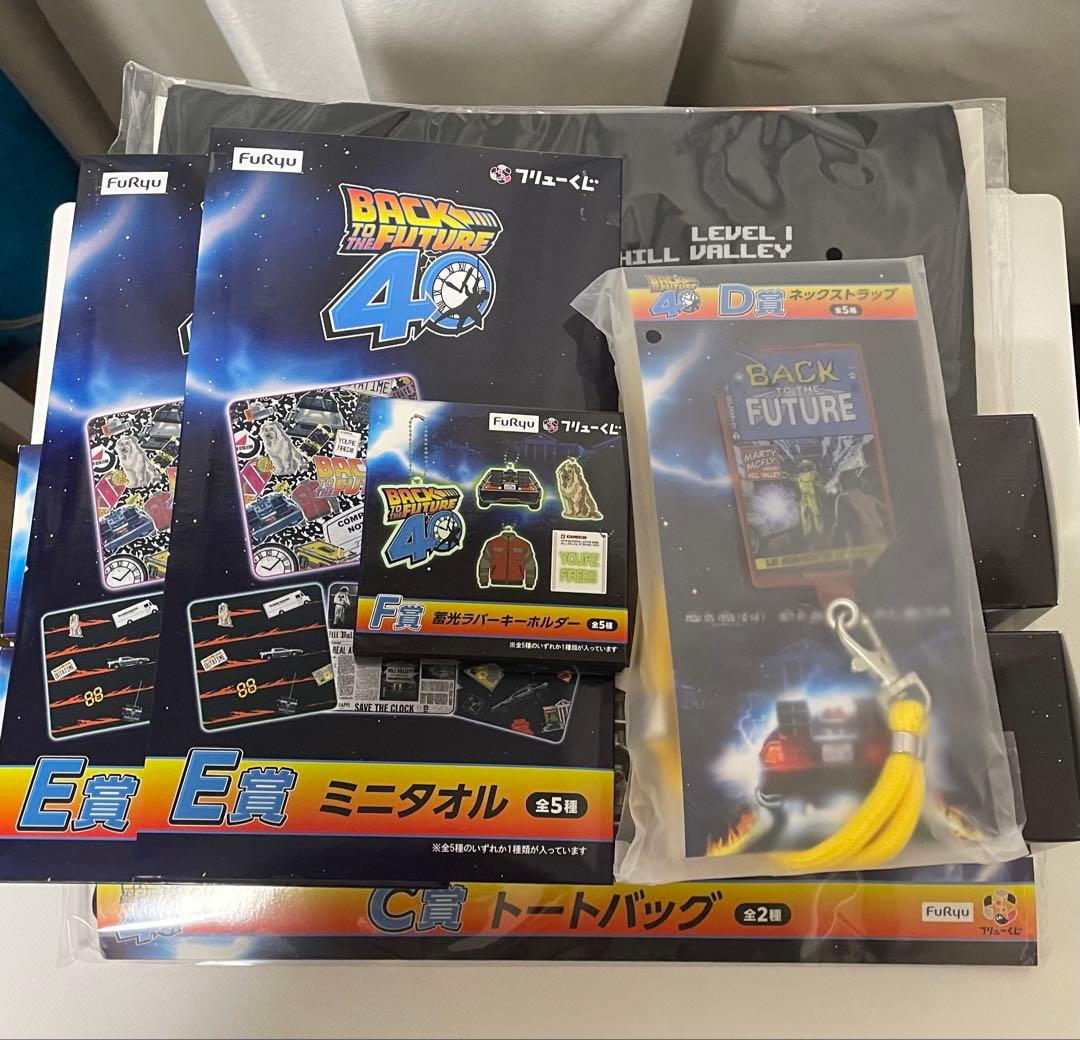 FuRyu
E賞
FuRyu
フリューくじ
BACK
TO THE
FUTURE
40
YOU'RE
FIRED!!
SAVE THE CLOCK
88
88
E賞 ミニタオル 全5種
※全5種のいずれか1種類が入っています
FuRyu フリューくじ
BACK
TO THE
FUTURE
40
YOU'RE
FIRED!!
F賞 蓄光ラバーキーホルダー 全5種
※全5種のいずれか1種類が入っています
LEVEL 1
HILL VALLEY
BACK
TO THE
FUTURE
40
D賞 ネックストラップ
全5種
BACK
TO THE
FUTURE
MARTY
MCFLY
FROM
HILL VALLEY
C賞 トートバッグ 全2種
FuRyu
フリューくじ